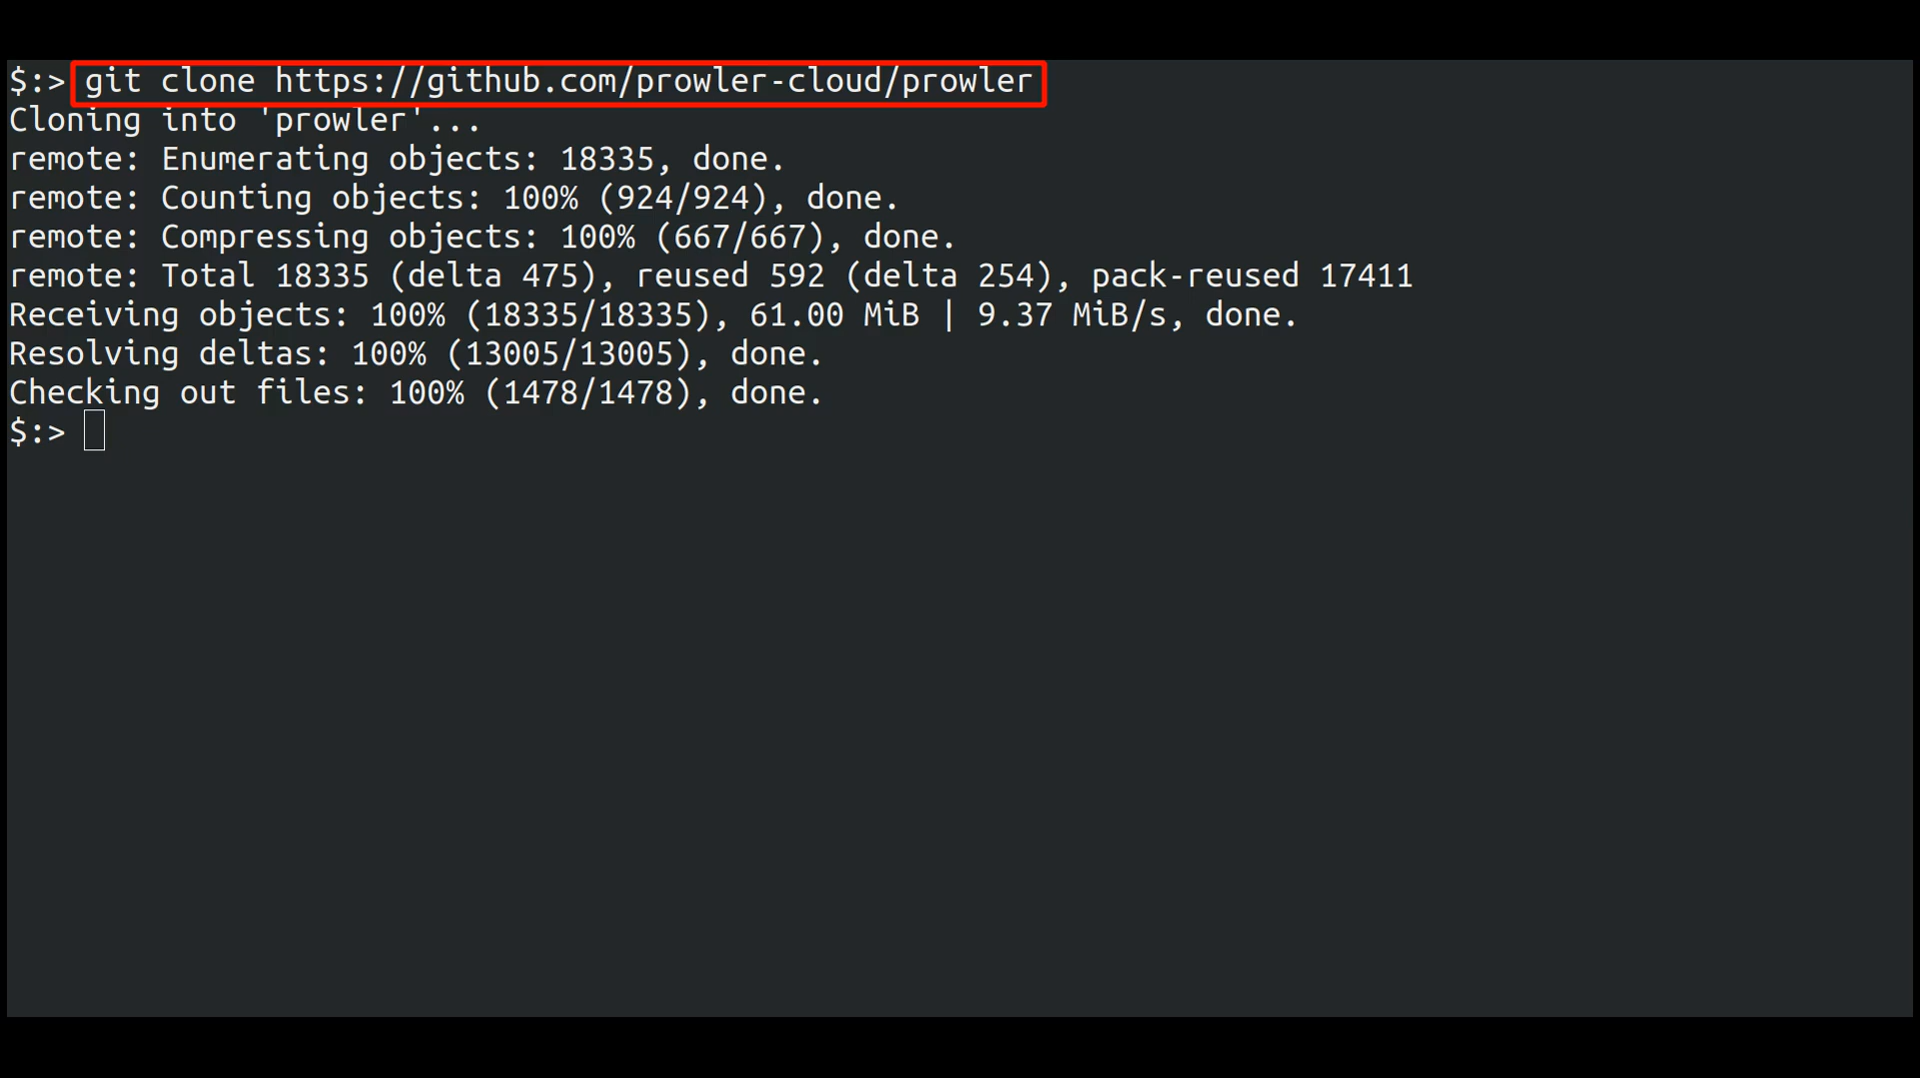 $:> git clone https://github.com/prowler-cloud/prowler
Cloning into 'prowler'...
remote: Enumerating objects: 18335, done.
remote: Counting objects: 100% (924/924), done.
remote: Compressing objects: 100% (667/667), done.
remote: Total 18335 (delta 475), reused 592 (delta 254), pack-reused 17411
Receiving objects: 100% (18335/18335), 61.00 MiB | 9.37 MiB/s, done.
Resolving deltas: 100% (13005/13005), done.
Checking out files: 100% (1478/1478), done.
$:>